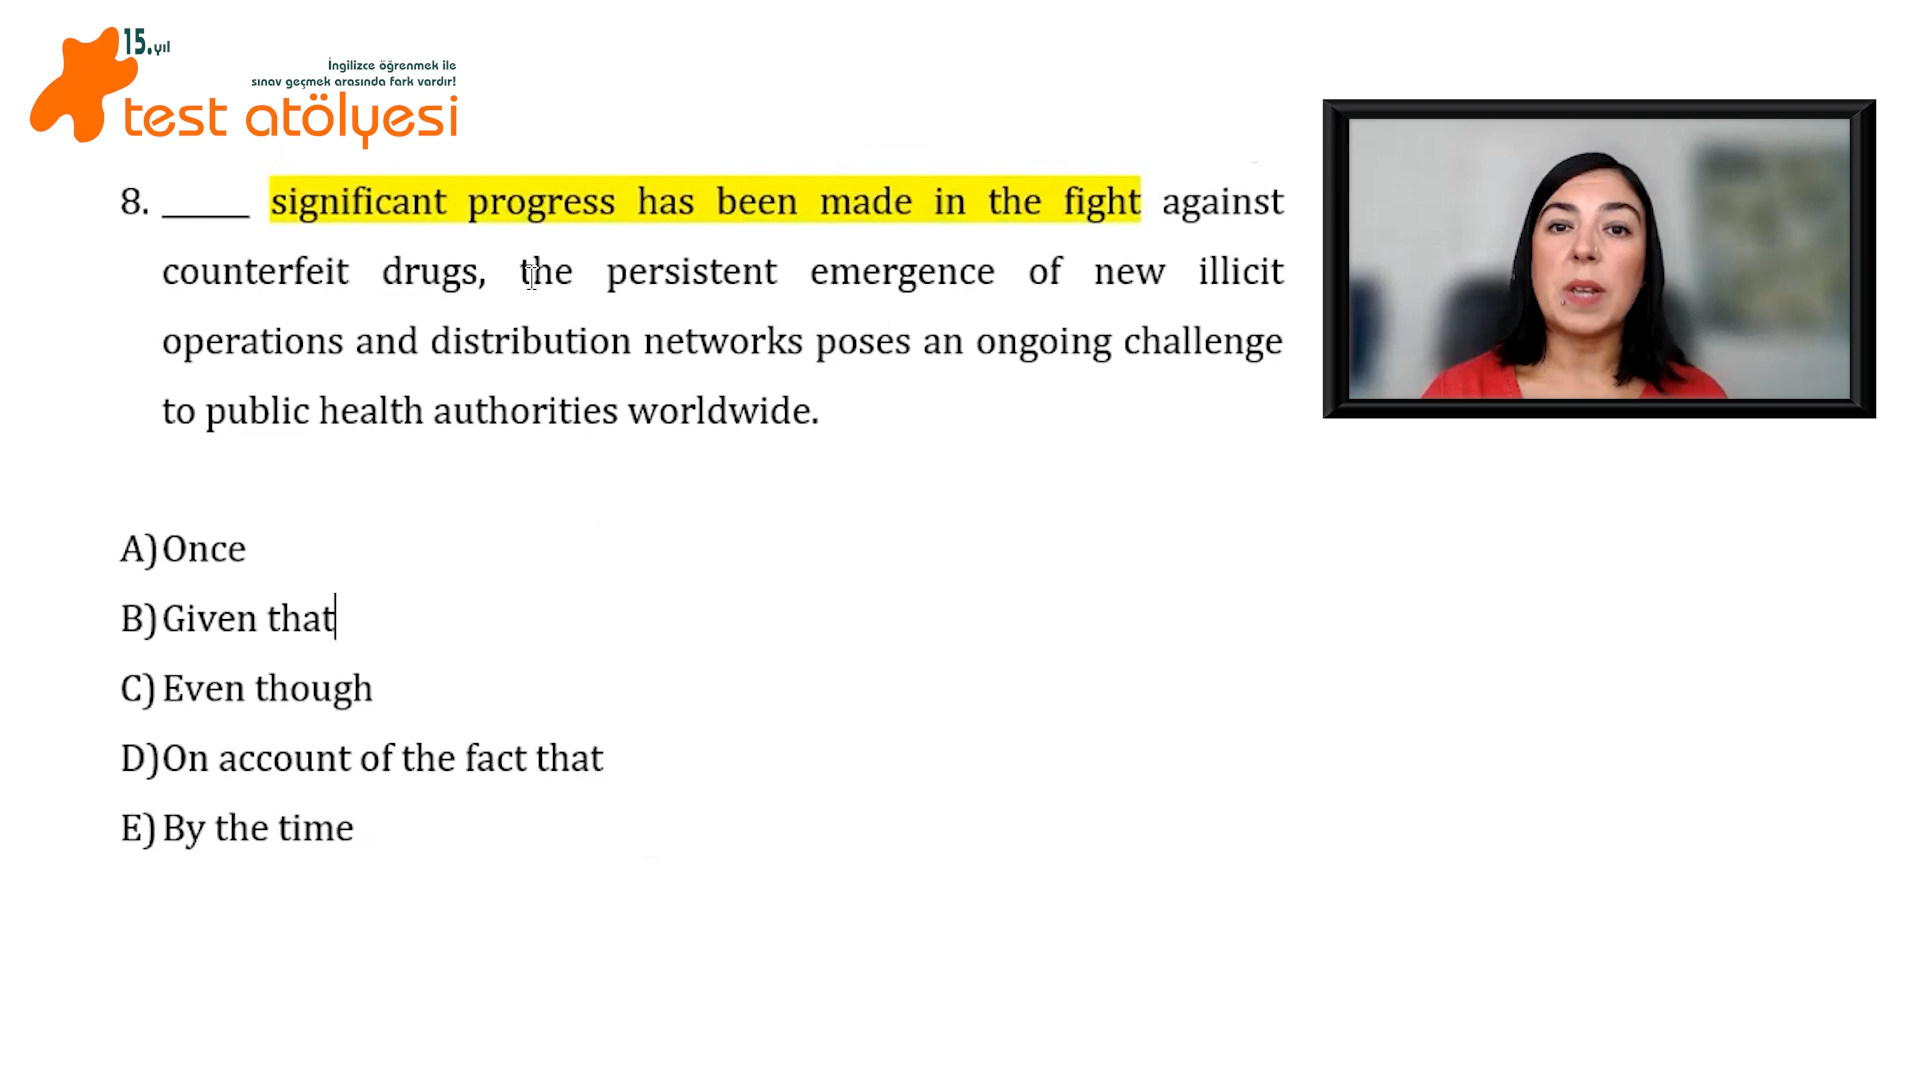 15.yıl
İngilizce öğrenmek ile
sınav geçmek arasında fark vardır!
test atölyesi
8. _____ significant progress has been made in the fight against
counterfeit drugs, the persistent emergence of new illicit
operations and distribution networks poses an ongoing challenge
to public health authorities worldwide.
A) Once
B) Given that
C) Even though
D) On account of the fact that
E) By the time